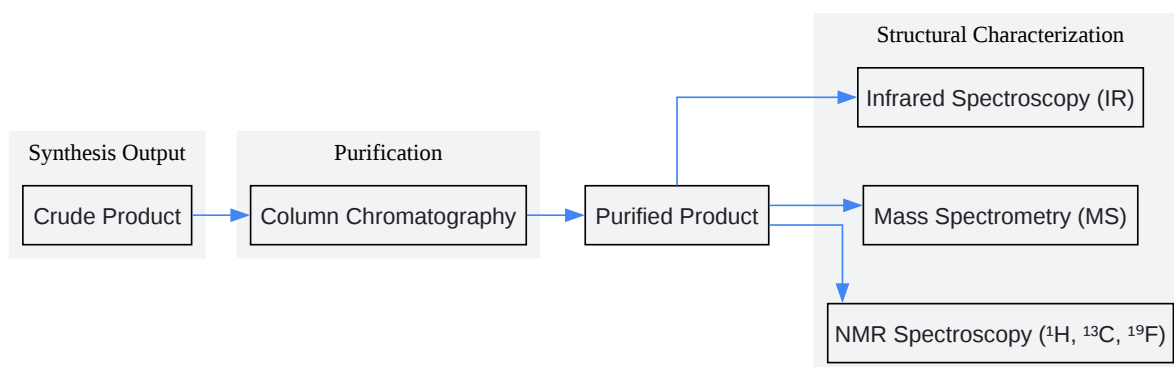 Structural Characterization
Infrared Spectroscopy (IR)
Synthesis Output
Purification
Crude Product
Column Chromatography
Purified Product
Mass Spectrometry (MS)
NMR Spectroscopy (¹H, ¹³C, ¹⁹F)